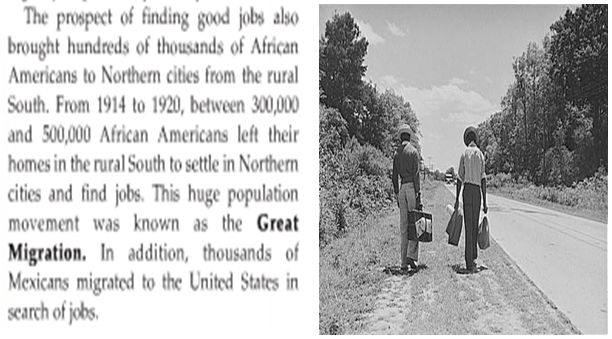 The prospect of finding good jobs also
brought hundreds of thousands of African
Americans to Northern cities from the rural
South. From 1914 to 1920, between 300,000
and 500,000 African Americans left their
homes in the rural South to settle in Northern
cities and find jobs. This huge population
movement was known as the Great
Migration. In addition, thousands of
Mexicans migrated to the United States in
search of jobs.